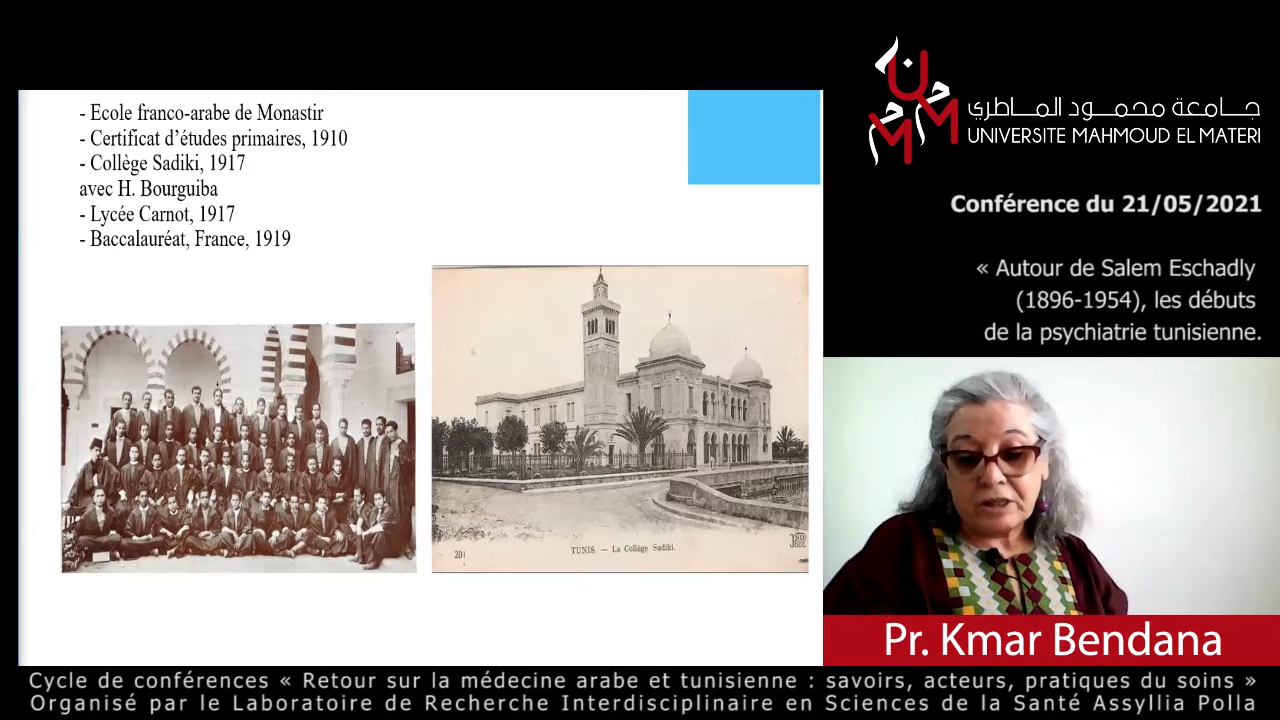 - Ecole franco-arabe de Monastir
- Certificat d’études primaires, 1910
- Collège Sadiki, 1917
avec H. Bourguiba
- Lycée Carnot, 1917
- Baccalauréat, France, 1919
201
TUNIS. — Le Collège Sadiki.
جامعة محمود الماطري
UNIVERSITE MAHMOUD EL MATERI
Conférence du 21/05/2021
« Autour de Salem Eschadly
(1896-1954), les débuts
de la psychiatrie tunisienne.
Pr. Kmar Bendana
Cycle de conférences « Retour sur la médecine arabe et tunisienne : savoirs, acteurs, pratiques du soins »
Organisé par le Laboratoire de Recherche Interdisciplinaire en Sciences de la Santé Assyllia Polla